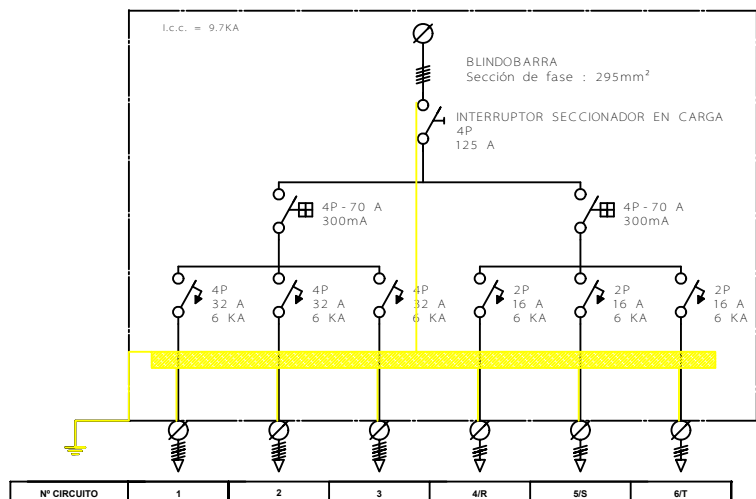 I.c.c. = 9.7KA
BLINDOBARRA
Sección de fase : 295mm²
INTERRUPTOR SECCIONADOR EN CARGA
4P
125 A
4P-70 A
300mA
4P-70 A
300mA
4P
32 A
6 KA
4P
32 A
6 KA
4P
32 A
6 KA
2P
16 A
6 KA
2P
16 A
6 KA
2P
16 A
6 KA
Nº CIRCUITO 1 2 3 4/R 5/S 6/T